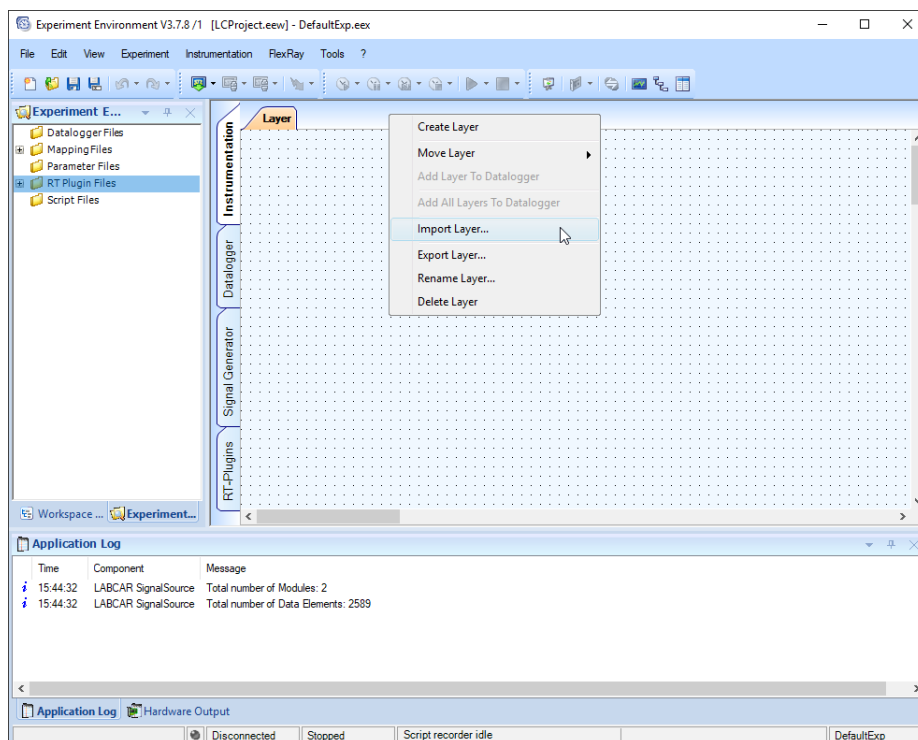 Experiment Environment V3.7.8 /1 [LCProject.eew] - DefaultExp.eex
File Edit View Experiment Instrumentation FlexRay Tools ?
Experiment E...
Datalogger Files
Mapping Files
Parameter Files
RT Plugin Files
Script Files
Workspace ... Experiment...
Instrumentation
Datalogger
Signal Generator
RT-Plugins
Layer
Create Layer
Move Layer
Add Layer To Datalogger
Add All Layers To Datalogger
Import Layer...
Export Layer...
Rename Layer...
Delete Layer
Application Log
Time Component Message
i 15:44:32 LABCAR SignalSource Total number of Modules: 2
i 15:44:32 LABCAR SignalSource Total number of Data Elements: 2589
Application Log Hardware Output
Disconnected Stopped Script recorder idle DefaultExp